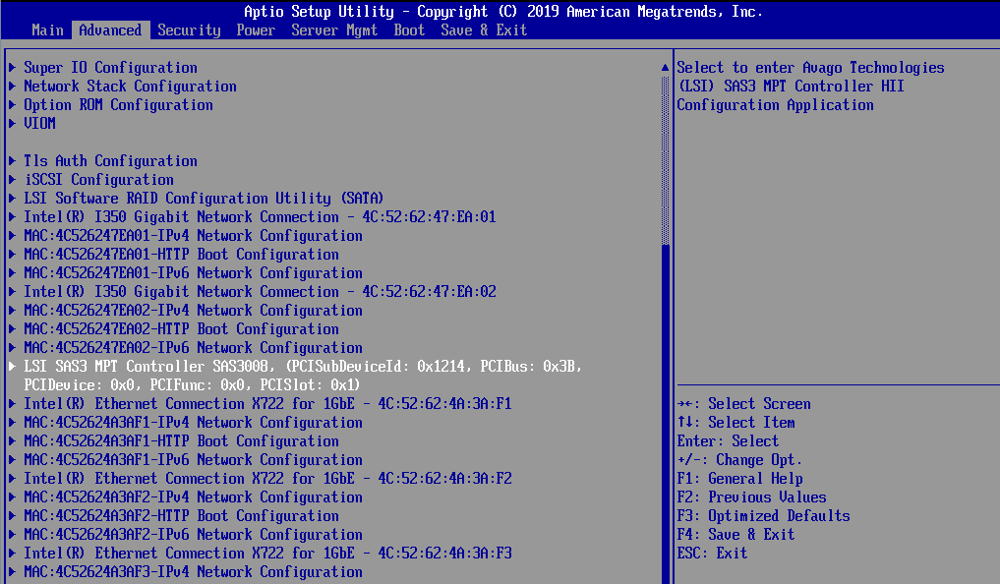 Aptio Setup Utility - Copyright (C) 2019 American Megatrends, Inc.
Main Advanced Security Power Server Mgmt Boot Save & Exit
Super IO Configuration
Network Stack Configuration
Option ROM Configuration
VIOM
Tls Auth Configuration
iSCSI Configuration
LSI Software RAID Configuration Utility (SATA)
Intel(R) I350 Gigabit Network Connection - 4C:52:62:47:EA:01
MAC:4C526247EA01-IPv4 Network Configuration
MAC:4C526247EA01-HTTP Boot Configuration
MAC:4C526247EA01-IPv6 Network Configuration
Intel(R) I350 Gigabit Network Connection - 4C:52:62:47:EA:02
MAC:4C526247EA02-IPv4 Network Configuration
MAC:4C526247EA02-HTTP Boot Configuration
MAC:4C526247EA02-IPv6 Network Configuration
LSI SAS3 MPT Controller SAS3008, (PCISubDeviceId: 0x1214, PCIBus: 0x3B,
PCIDevice: 0x0, PCIFunc: 0x0, PCISlot: 0x1)
Intel(R) Ethernet Connection X722 for 1GbE - 4C:52:62:4A:3A:F1
MAC:4C52624A3AF1-IPv4 Network Configuration
MAC:4C52624A3AF1-HTTP Boot Configuration
MAC:4C52624A3AF1-IPv6 Network Configuration
Intel(R) Ethernet Connection X722 for 1GbE - 4C:52:62:4A:3A:F2
MAC:4C52624A3AF2-IPv4 Network Configuration
MAC:4C52624A3AF2-HTTP Boot Configuration
MAC:4C52624A3AF2-IPv6 Network Configuration
Intel(R) Ethernet Connection X722 for 1GbE - 4C:52:62:4A:3A:F3
MAC:4C52624A3AF3-IPv4 Network Configuration
Select to enter Avago Technologies
(LSI) SAS3 MPT Controller HII
Configuration Application
→←: Select Screen
↑↓: Select Item
Enter: Select
+/-: Change Opt.
F1: General Help
F2: Previous Values
F3: Optimized Defaults
F4: Save & Exit
ESC: Exit